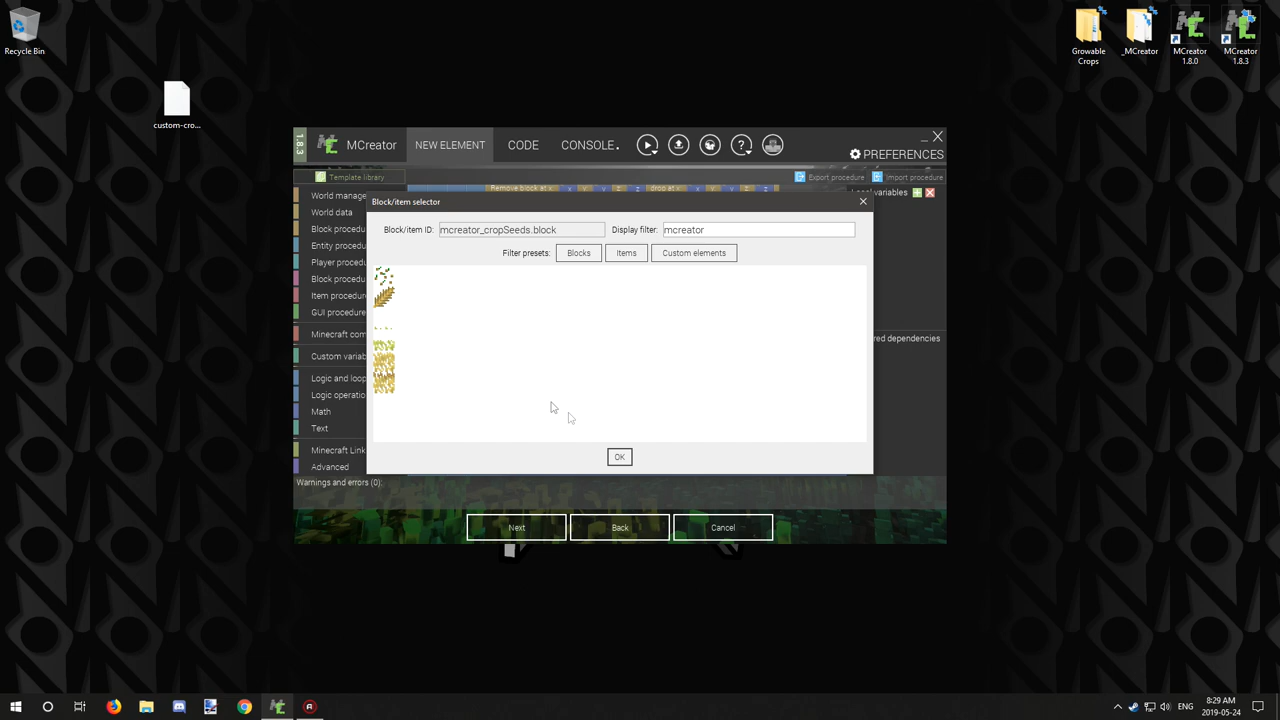 Recycle Bin
custom-cro...
Growable Crops
_MCreator
MCreator 1.8.0
MCreator 1.8.3
1.8.3
MCreator
NEW ELEMENT
CODE
CONSOLE.
PREFERENCES
Template library
Remove block at x: x y: y z: z drop at x: x y: y z: z
Export procedure
Import procedure
World manage
World data
Block procedu
Entity procedu
Player procedu
Block procedu
Item procedure
GUI procedure
Minecraft com
Custom variab
Logic and loop
Logic operatio
Math
Text
Minecraft Link
Advanced
variables
red dependencies
Block/item selector
Block/item ID:
mcreator_cropSeeds.block
Display filter:
mcreator
Filter presets:
Blocks
Items
Custom elements
OK
Warnings and errors (0):
Next
Back
Cancel
ENG
8:29 AM
2019-05-24